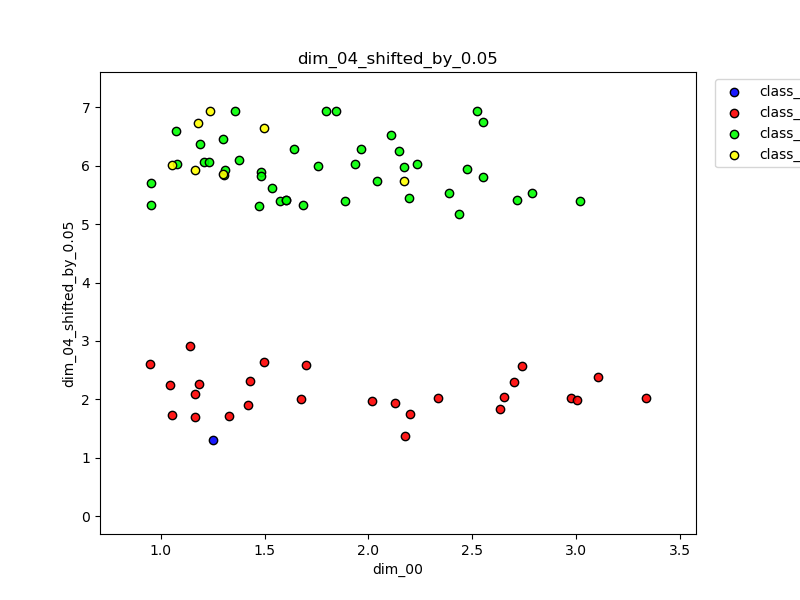 dim_04_shifted_by_0.05
class_
class_
class_
class_
7
6
5
4
3
2
1
0
dim_04_shifted_by_0.05
1.0 1.5 2.0 2.5 3.0 3.5
dim_00